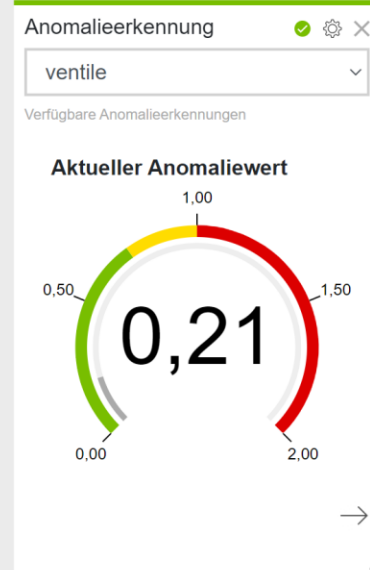 Anomalieerkennung
ventile
Verfügbare Anomalieerkennungen
Aktueller Anomaliewert
1,00
0,50
1,50
0,21
0,00
2,00